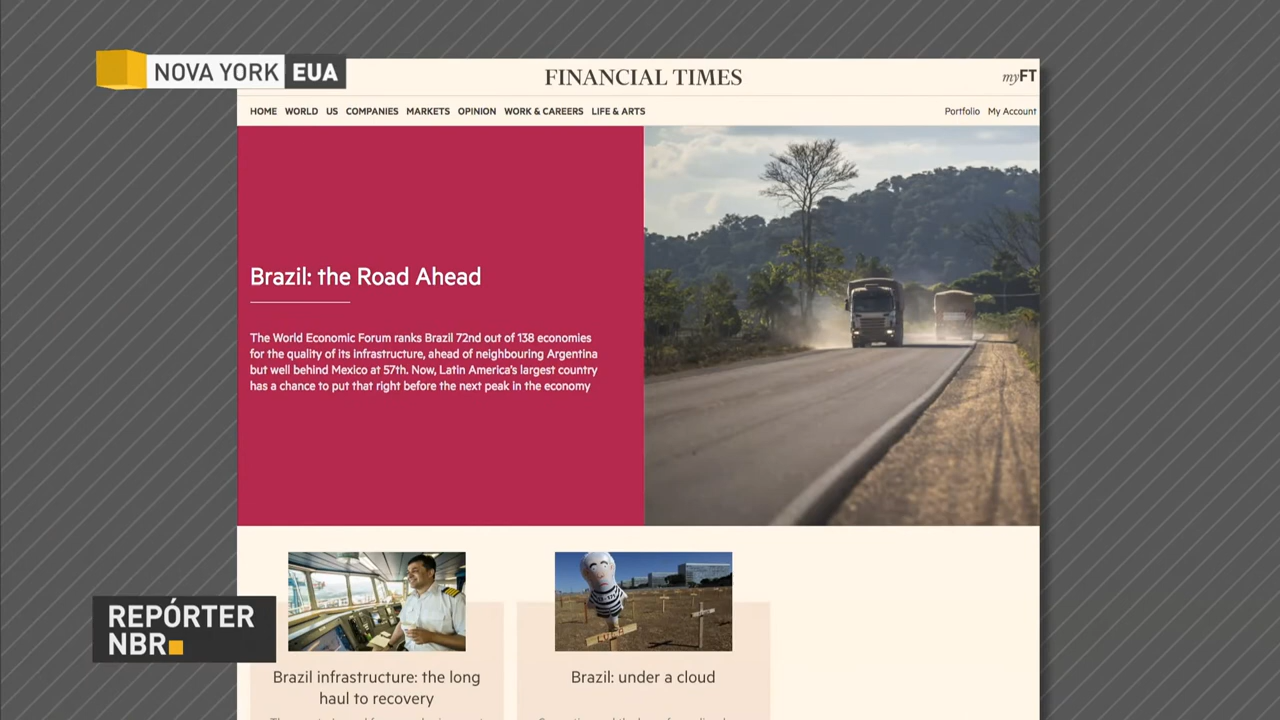 NOVA YORK EUA
FINANCIAL TIMES
myFT
HOME WORLD US COMPANIES MARKETS OPINION WORK & CAREERS LIFE & ARTS
Portfolio My Account
Brazil: the Road Ahead
The World Economic Forum ranks Brazil 72nd out of 138 economies
for the quality of its infrastructure, ahead of neighbouring Argentina
but well behind Mexico at 57th. Now, Latin America's largest country
has a chance to put that right before the next peak in the economy
REPÓRTER
NBR
Brazil infrastructure: the long
haul to recovery
Brazil: under a cloud